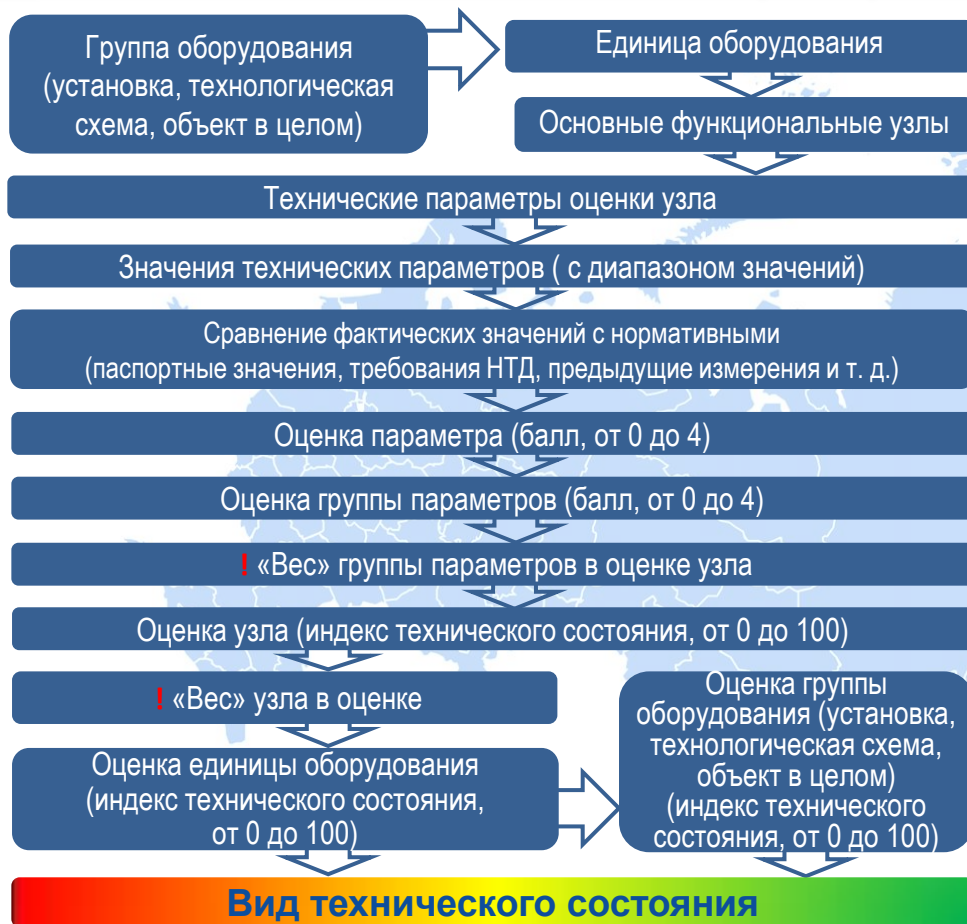 Группа оборудования
(установка, технологическая
схема, объект в целом)
Единица оборудования
Основные функциональные узлы
Технические параметры оценки узла
Значения технических параметров ( с диапазоном значений)
Сравнение фактических значений с нормативными
(паспортные значения, требования НТД, предыдущие измерения и т. д.)
Оценка параметра (балл, от 0 до 4)
Оценка группы параметров (балл, от 0 до 4)
! «Вес» группы параметров в оценке узла
Оценка узла (индекс технического состояния, от 0 до 100)
! «Вес» узла в оценке
Оценка единицы оборудования
(индекс технического состояния,
от 0 до 100)
Оценка группы
оборудования (установка,
технологическая схема,
объект в целом)
(индекс технического
состояния, от 0 до 100)
Вид технического состояния